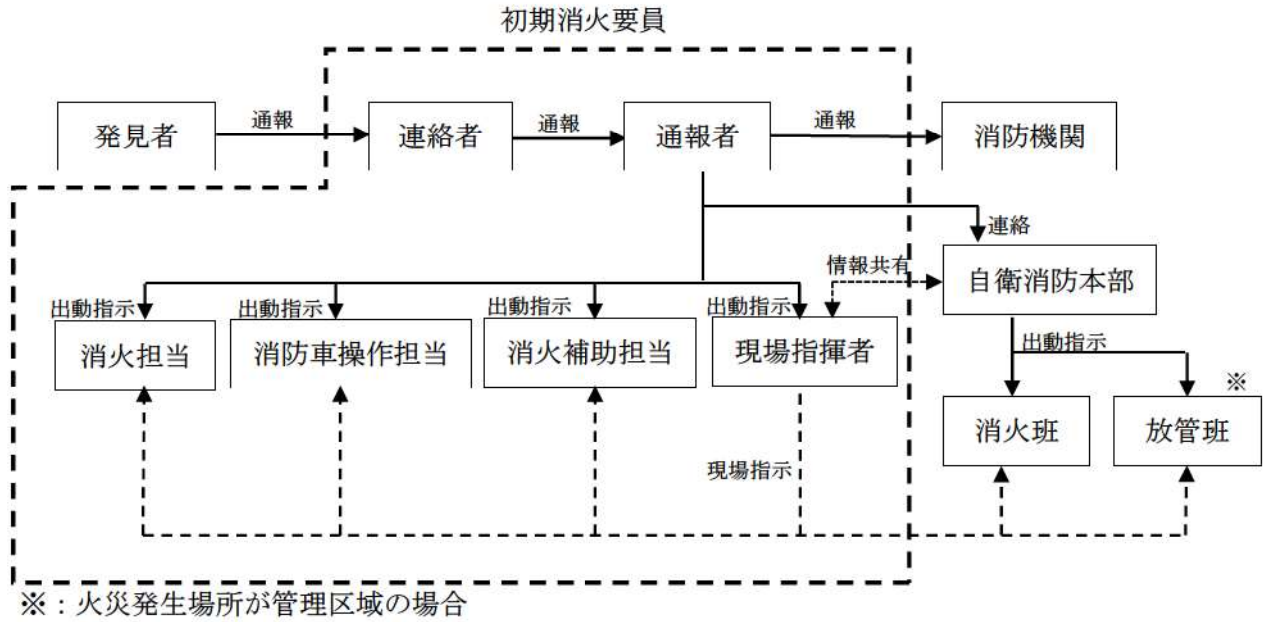 初期消火要員
発見者
通報
連絡者
通報
通報者
通報
消防機関
連絡
情報共有
自衛消防本部
出動指示
出動指示
出動指示
出動指示
消火担当
消防車操作担当
消火補助担当
現場指揮者
出動指示
※
消火班
放管班
現場指示
※：火災発生場所が管理区域の場合